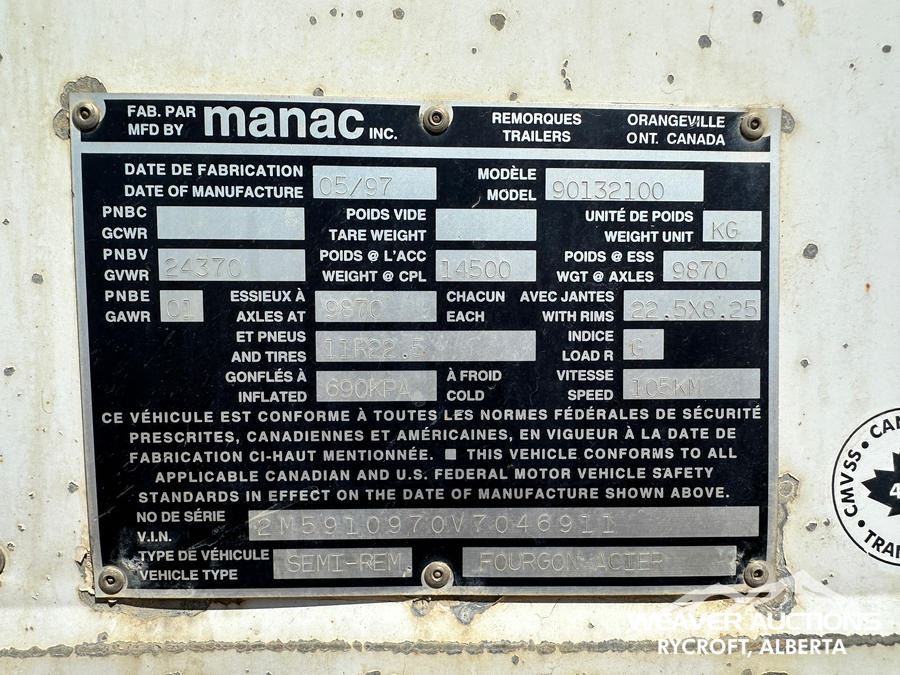 FAB. PAR
MFD BY
manac INC.
REMORQUES
TRAILERS
ORANGEVILLE
ONT. CANADA
DATE DE FABRICATION
DATE OF MANUFACTURE 05/97
MODÈLE
MODEL 90132100
PNBC
GCWR
POIDS VIDE
TARE WEIGHT
UNITÉ DE POIDS
WEIGHT UNIT KG
PNBV
GVWR 24370
POIDS @ L'ACC
WEIGHT @ CPL 14500
POIDS @ ESS
WGT @ AXLES 9870
PNBE
GAWR 01
ESSIEUX À
AXLES AT 9870
CHACUN
EACH
AVEC JANTES
WITH RIMS 22.5X8.25
ET PNEUS
AND TIRES 11R22.5
INDICE
LOAD R G
GONFLÉS À
INFLATED 690KPA
À FROID
COLD
VITESSE
SPEED 105KM
CE VÉHICULE EST CONFORME À TOUTES LES NORMES FÉDÉRALES DE SÉCURITÉ
PRESCRITES, CANADIENNES ET AMÉRICAINES, EN VIGUEUR À LA DATE DE
FABRICATION CI-HAUT MENTIONNÉE. ■ THIS VEHICLE CONFORMS TO ALL
APPLICABLE CANADIAN AND U.S. FEDERAL MOTOR VEHICLE SAFETY
STANDARDS IN EFFECT ON THE DATE OF MANUFACTURE SHOWN ABOVE.
NO DE SÉRIE
V.I.N. 2M5910970V7046911
TYPE DE VÉHICULE
VEHICLE TYPE SEMI-REM. FOURGON ACIER
CMVSS
WEAVER AUCTIONS
RYCROFT, ALBERTA